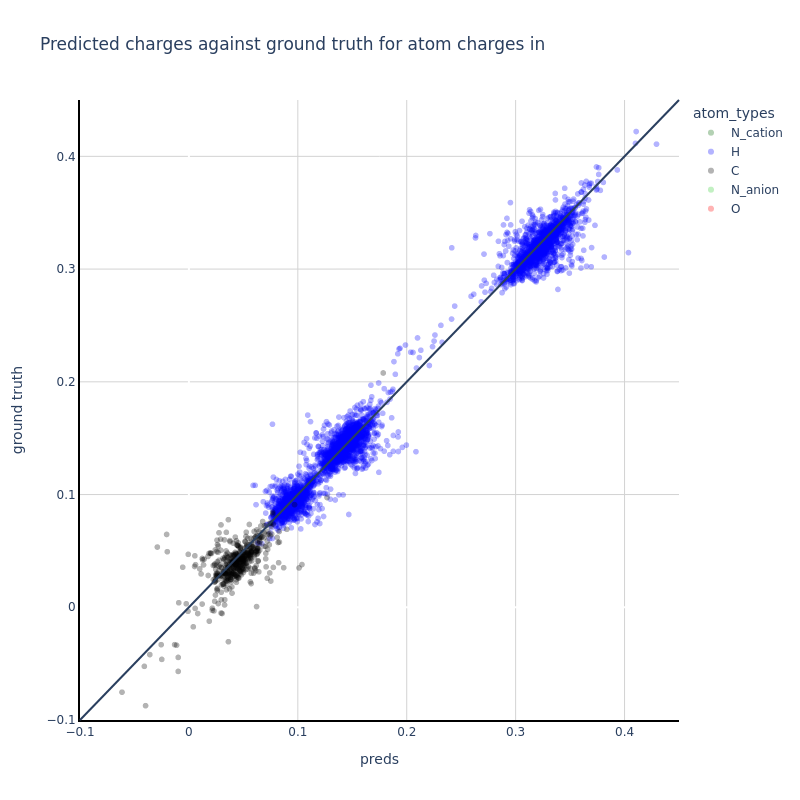 Predicted charges against ground truth for atom charges in
atom_types
N_cation
H
C
N_anion
O
0.4
0.3
0.2
0.1
0
−0.1
−0.1
0
0.1
0.2
0.3
0.4
ground truth
preds